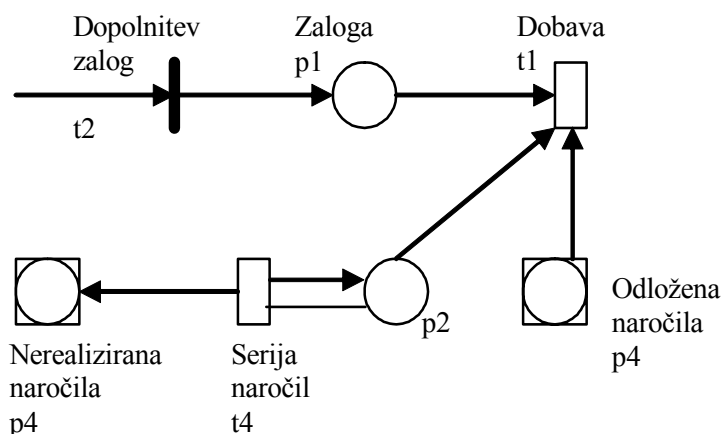 Dopolnitev
zalog
t2
Zaloga
p1
Dobava
t1
p2
Odložena
naročila
p4
Nerealizirana
naročila
p4
Serija
naročil
t4